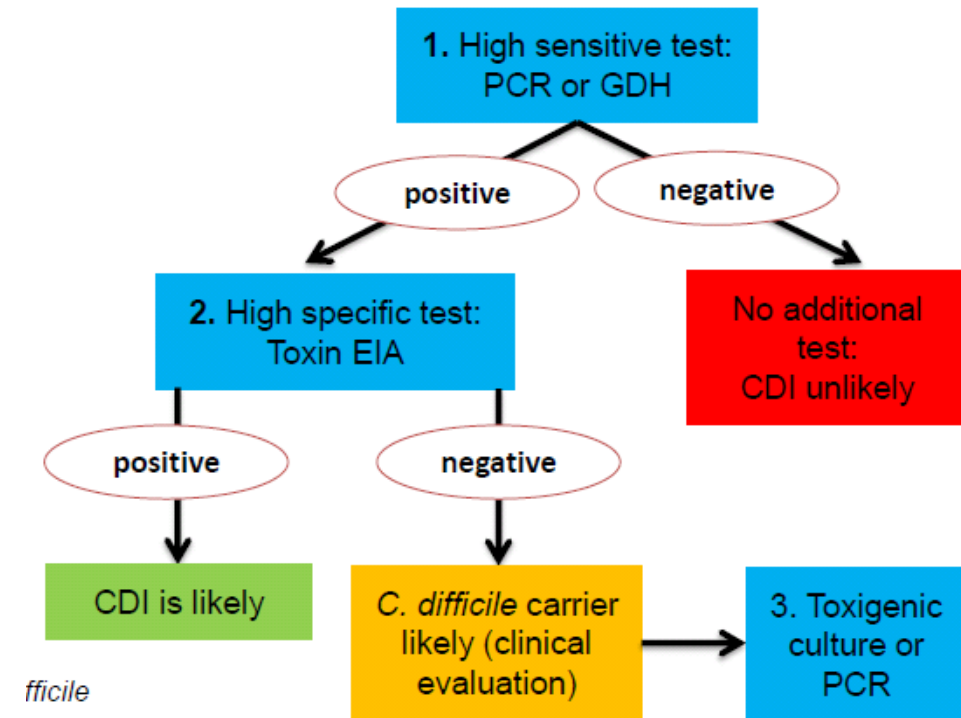 1. High sensitive test:
PCR or GDH
positive
negative
2. High specific test:
Toxin EIA
No additional
test:
CDI unlikely
positive
negative
CDI is likely
C. difficile carrier
likely (clinical
evaluation)
3. Toxigenic
culture or
PCR
fficile